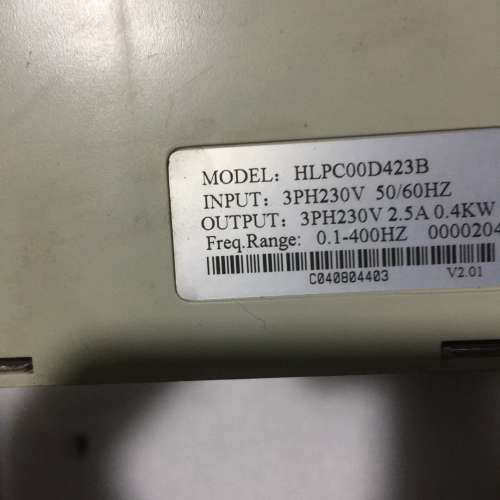 MODEL: HLPC00D423B
INPUT: 3PH230V 50/60HZ
OUTPUT: 3PH230V 2.5A 0.4KW
Freq.Range: 0.1-400HZ 0000204
C040804403
V2.01